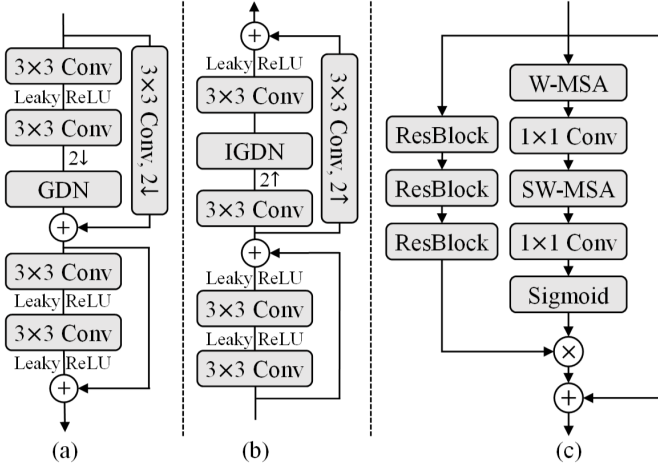 3×3 Conv
Leaky ReLU
3×3 Conv
2↓
GDN
3×3 Conv, 2↓
+
3×3 Conv
Leaky ReLU
3×3 Conv
Leaky ReLU
+
(a)
+
Leaky ReLU
3×3 Conv
IGDN
2↑
3×3 Conv
3×3 Conv, 2↑
+
Leaky ReLU
3×3 Conv
Leaky ReLU
3×3 Conv
(b)
ResBlock
ResBlock
ResBlock
W-MSA
1×1 Conv
SW-MSA
1×1 Conv
Sigmoid
×
+
(c)